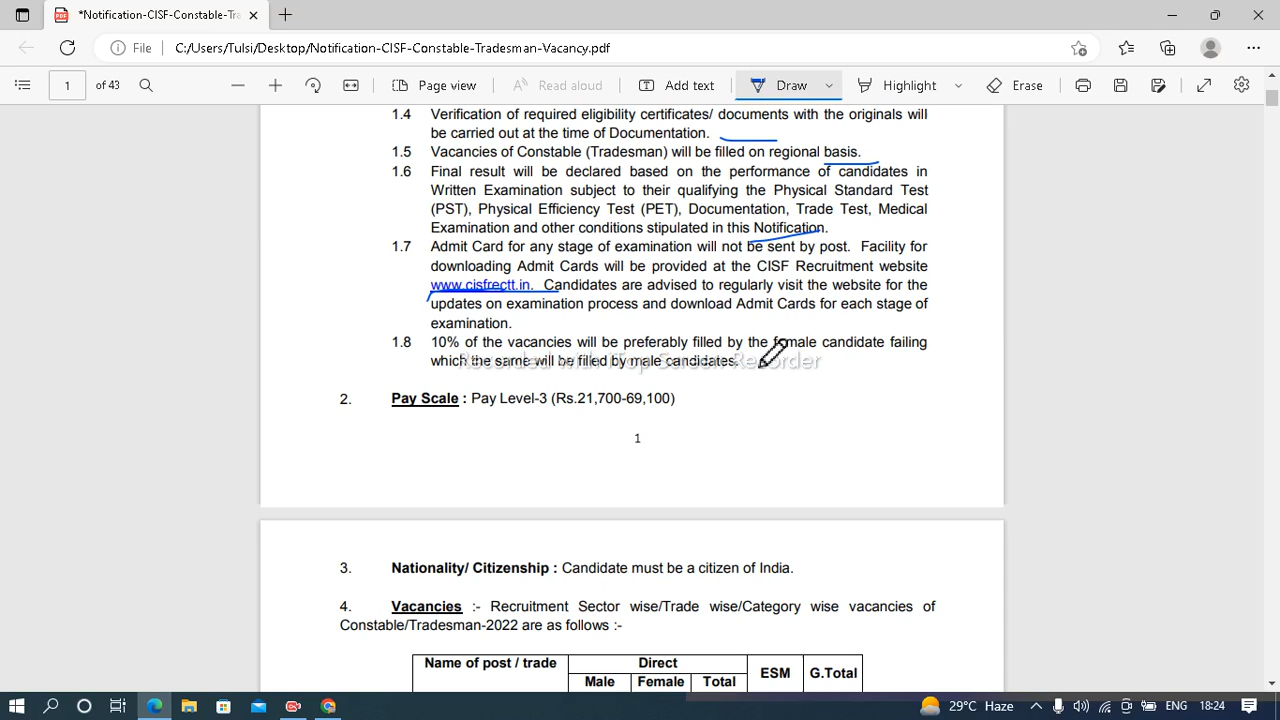 *Notification-CISF-Constable-Tra
File C:/Users/Tulsi/Desktop/Notification-CISF-Constable-Tradesman-Vacancy.pdf
1 of 43 Page view Read aloud Add text Draw Highlight Erase
1.4 Verification of required eligibility certificates/ documents with the originals will
be carried out at the time of Documentation.
1.5 Vacancies of Constable (Tradesman) will be filled on regional basis.
1.6 Final result will be declared based on the performance of candidates in
Written Examination subject to their qualifying the Physical Standard Test
(PST), Physical Efficiency Test (PET), Documentation, Trade Test, Medical
Examination and other conditions stipulated in this Notification.
1.7 Admit Card for any stage of examination will not be sent by post. Facility for
downloading Admit Cards will be provided at the CISF Recruitment website
www.cisfrectt.in. Candidates are advised to regularly visit the website for the
updates on examination process and download Admit Cards for each stage of
examination.
1.8 10% of the vacancies will be preferably filled by the female candidate failing
which the same will be filled by male candidates.
Recorded with iTop Screen Recorder
2. Pay Scale : Pay Level-3 (Rs.21,700-69,100)
1
3. Nationality/ Citizenship : Candidate must be a citizen of India.
4. Vacancies :- Recruitment Sector wise/Trade wise/Category wise vacancies of
Constable/Tradesman-2022 are as follows :-
Name of post / trade Direct ESM G.Total
Male Female Total
29°C Haze ENG 18:24